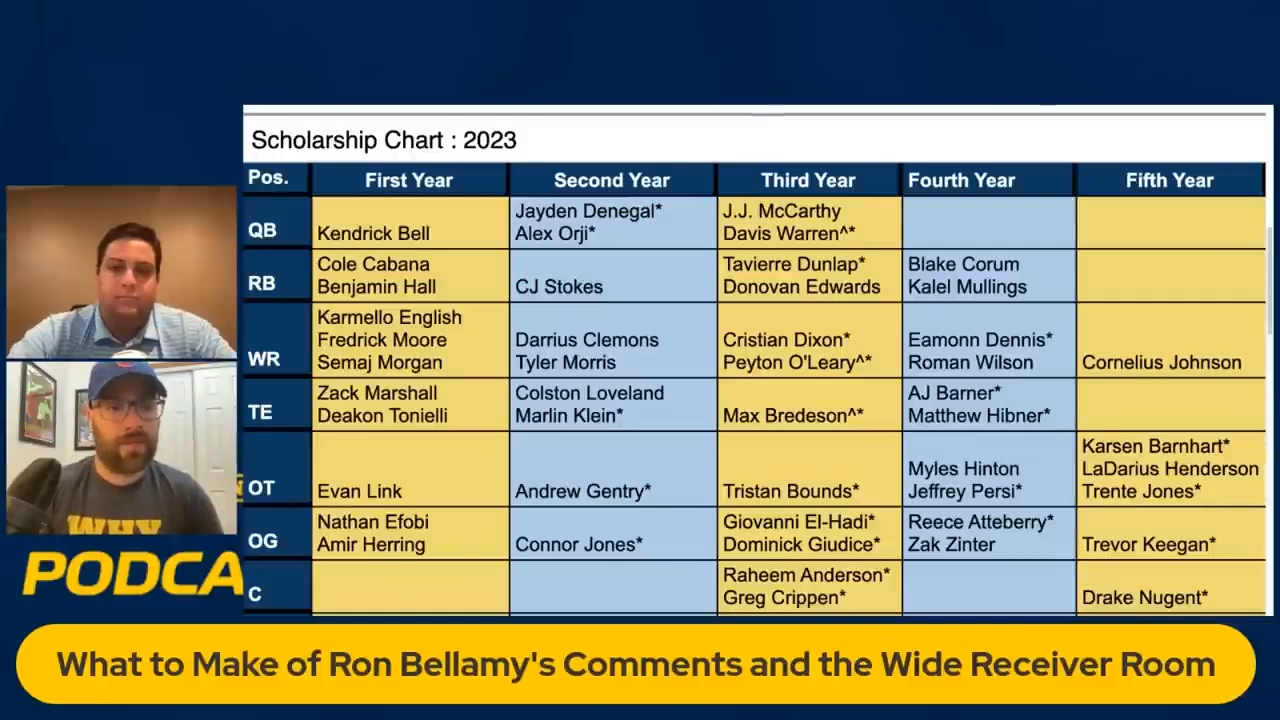 Scholarship Chart : 2023
Pos. First Year Second Year Third Year Fourth Year Fifth Year
Jayden Denegal* J.J. McCarthy
QB Kendrick Bell Alex Orji* Davis Warren^*
Cole Cabana Tavierre Dunlap* Blake Corum
RB Benjamin Hall CJ Stokes Donovan Edwards Kalel Mullings
Karmello English
Fredrick Moore Darrius Clemons Cristian Dixon* Eamonn Dennis*
WR Semaj Morgan Tyler Morris Peyton O'Leary^* Roman Wilson Cornelius Johnson
Zack Marshall Colston Loveland AJ Barner*
TE Deakon Tonielli Marlin Klein* Max Bredeson^* Matthew Hibner*
Karsen Barnhart*
Myles Hinton LaDarius Henderson
OT Evan Link Andrew Gentry* Tristan Bounds* Jeffrey Persi* Trente Jones*
Nathan Efobi Giovanni El-Hadi* Reece Atteberry*
OG Amir Herring Connor Jones* Dominick Giudice* Zak Zinter Trevor Keegan*
Raheem Anderson*
C Greg Crippen* Drake Nugent*
PODCA
What to Make of Ron Bellamy's Comments and the Wide Receiver Room